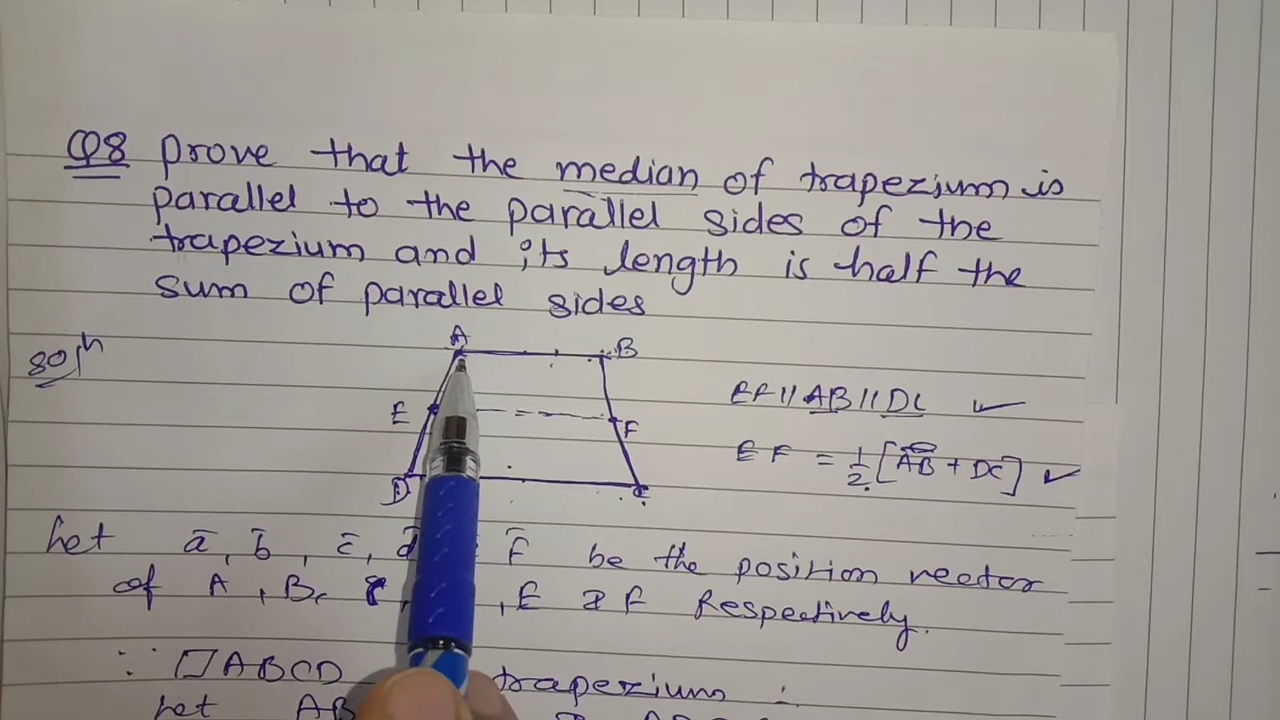 Q8 prove that the median of trapezium is
parallel to the parallel sides of the
trapezium and its length is half the
sum of parallel sides
Solⁿ
A
B
E
F
D
C
EF || AB || DC ✓
EF = 1/2 [AB + DC] ✓
Let a̅, b̅, c̅, d̅ f̅ be the position vector
of A, B, C, , E & F Respectively.
∵ □ABCD trapezium ∴
Let AB